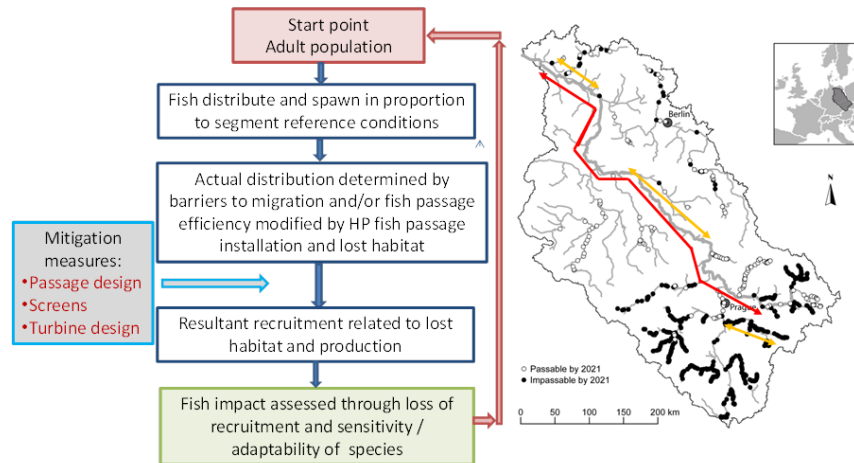 Start point
Adult population
Fish distribute and spawn in proportion
to segment reference conditions
Actual distribution determined by
barriers to migration and/or fish passage
efficiency modified by HP fish passage
installation and lost habitat
Mitigation
measures:
•Passage design
•Screens
•Turbine design
Resultant recruitment related to lost
habitat and production
Fish impact assessed through loss of
recruitment and sensitivity /
adaptability of species
Berlin
N
Prague
Passable by 2021
Impassable by 2021
0 50 100 150 200 km